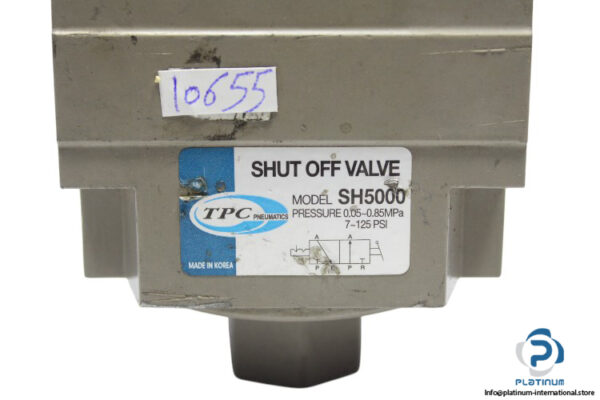 10655
SHUT OFF VALVE
MODEL SH5000
TPC PNEUMATICS
PRESSURE 0.05~0.85MPa
7~125 PSI
A A
P P R
MADE IN KOREA
PLATINUM
info@platinum-international.store